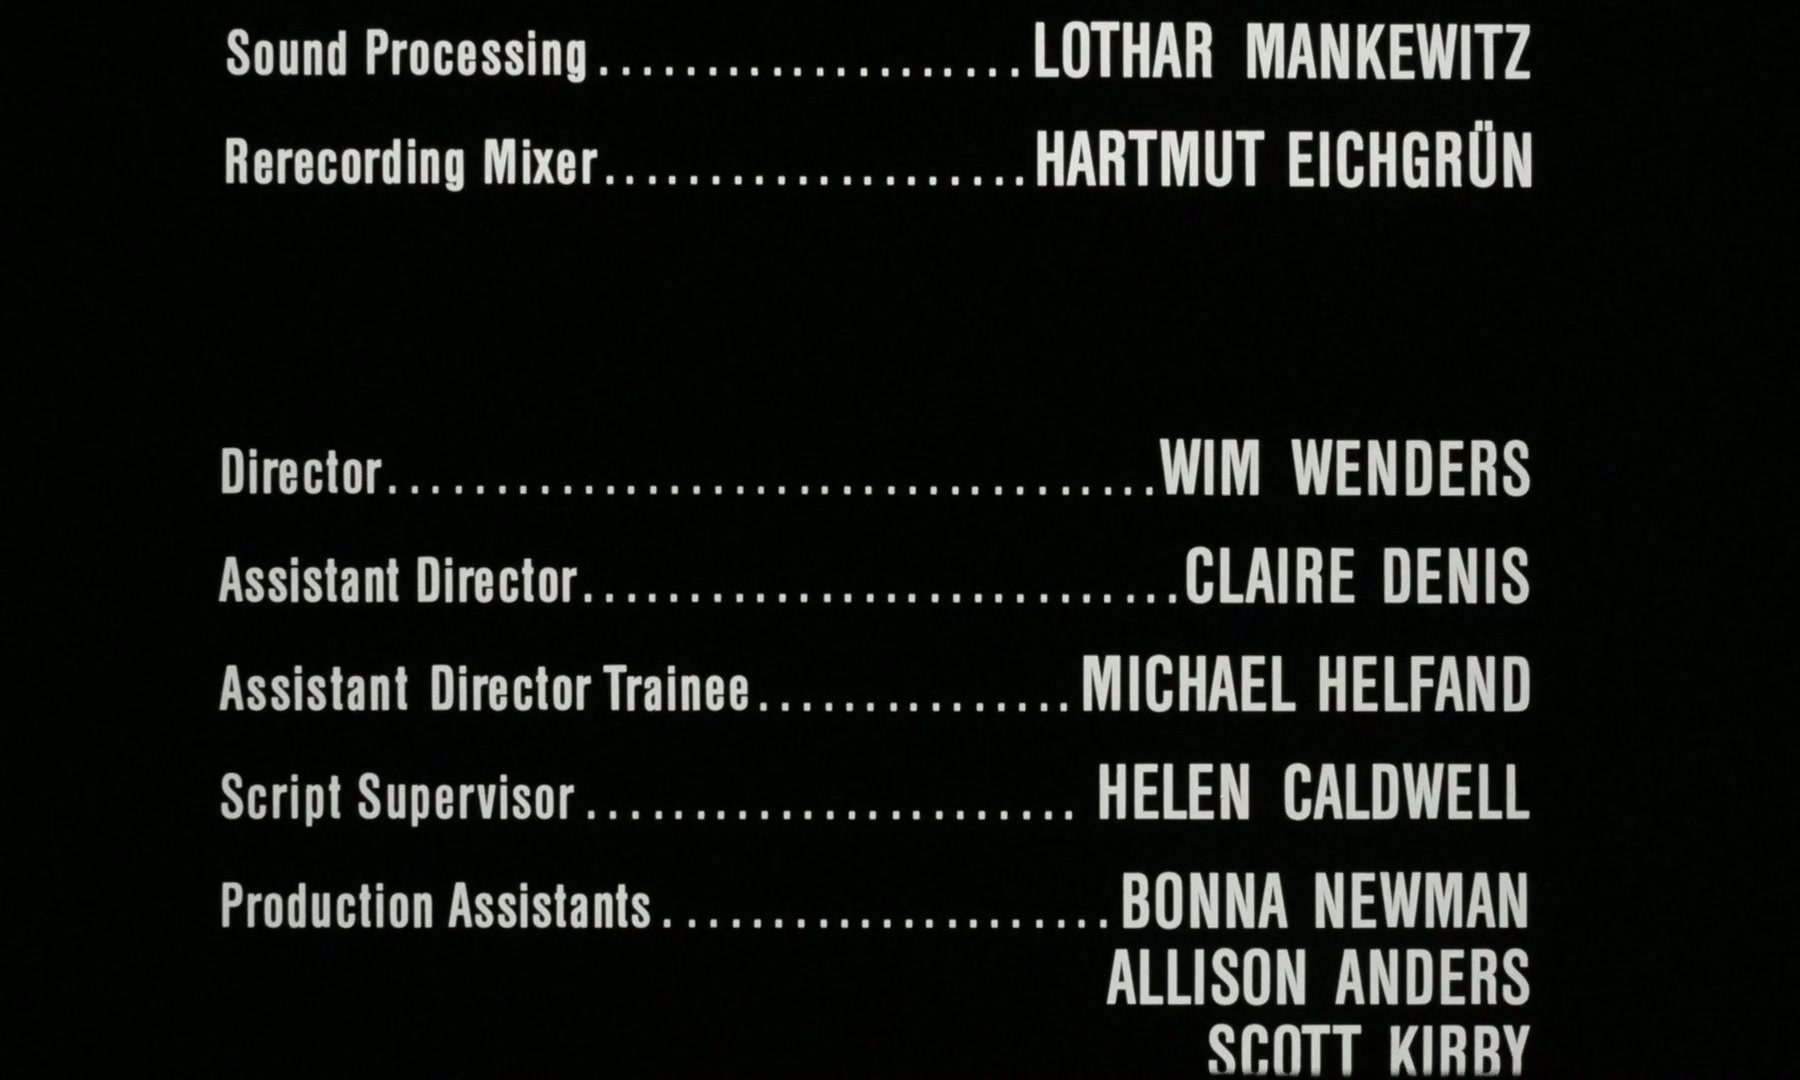 Sound Processing....................LOTHAR MANKEWITZ
Rerecording Mixer....................HARTMUT EICHGRÜN
Director....................................WIM WENDERS
Assistant Director............................CLAIRE DENIS
Assistant Director Trainee...............MICHAEL HELFAND
Script Supervisor....................... HELEN CALDWELL
Production Assistants.....................BONNA NEWMAN
ALLISON ANDERS
SCOTT KIRBY